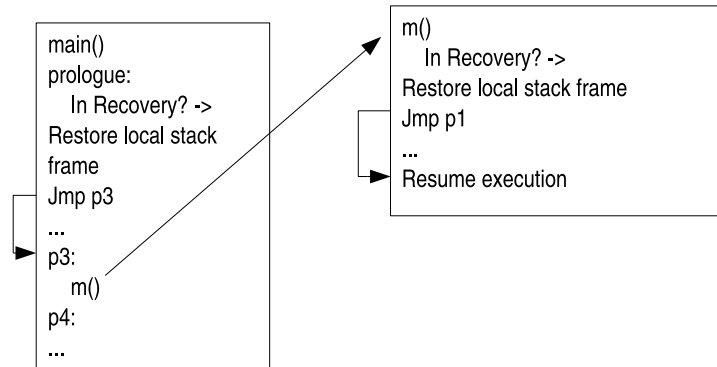 main()
prologue:
In Recovery? ->
Restore local stack
frame
Jmp p3
...
p3:
m()
p4:
...
m()
In Recovery? ->
Restore local stack frame
Jmp p1
...
Resume execution